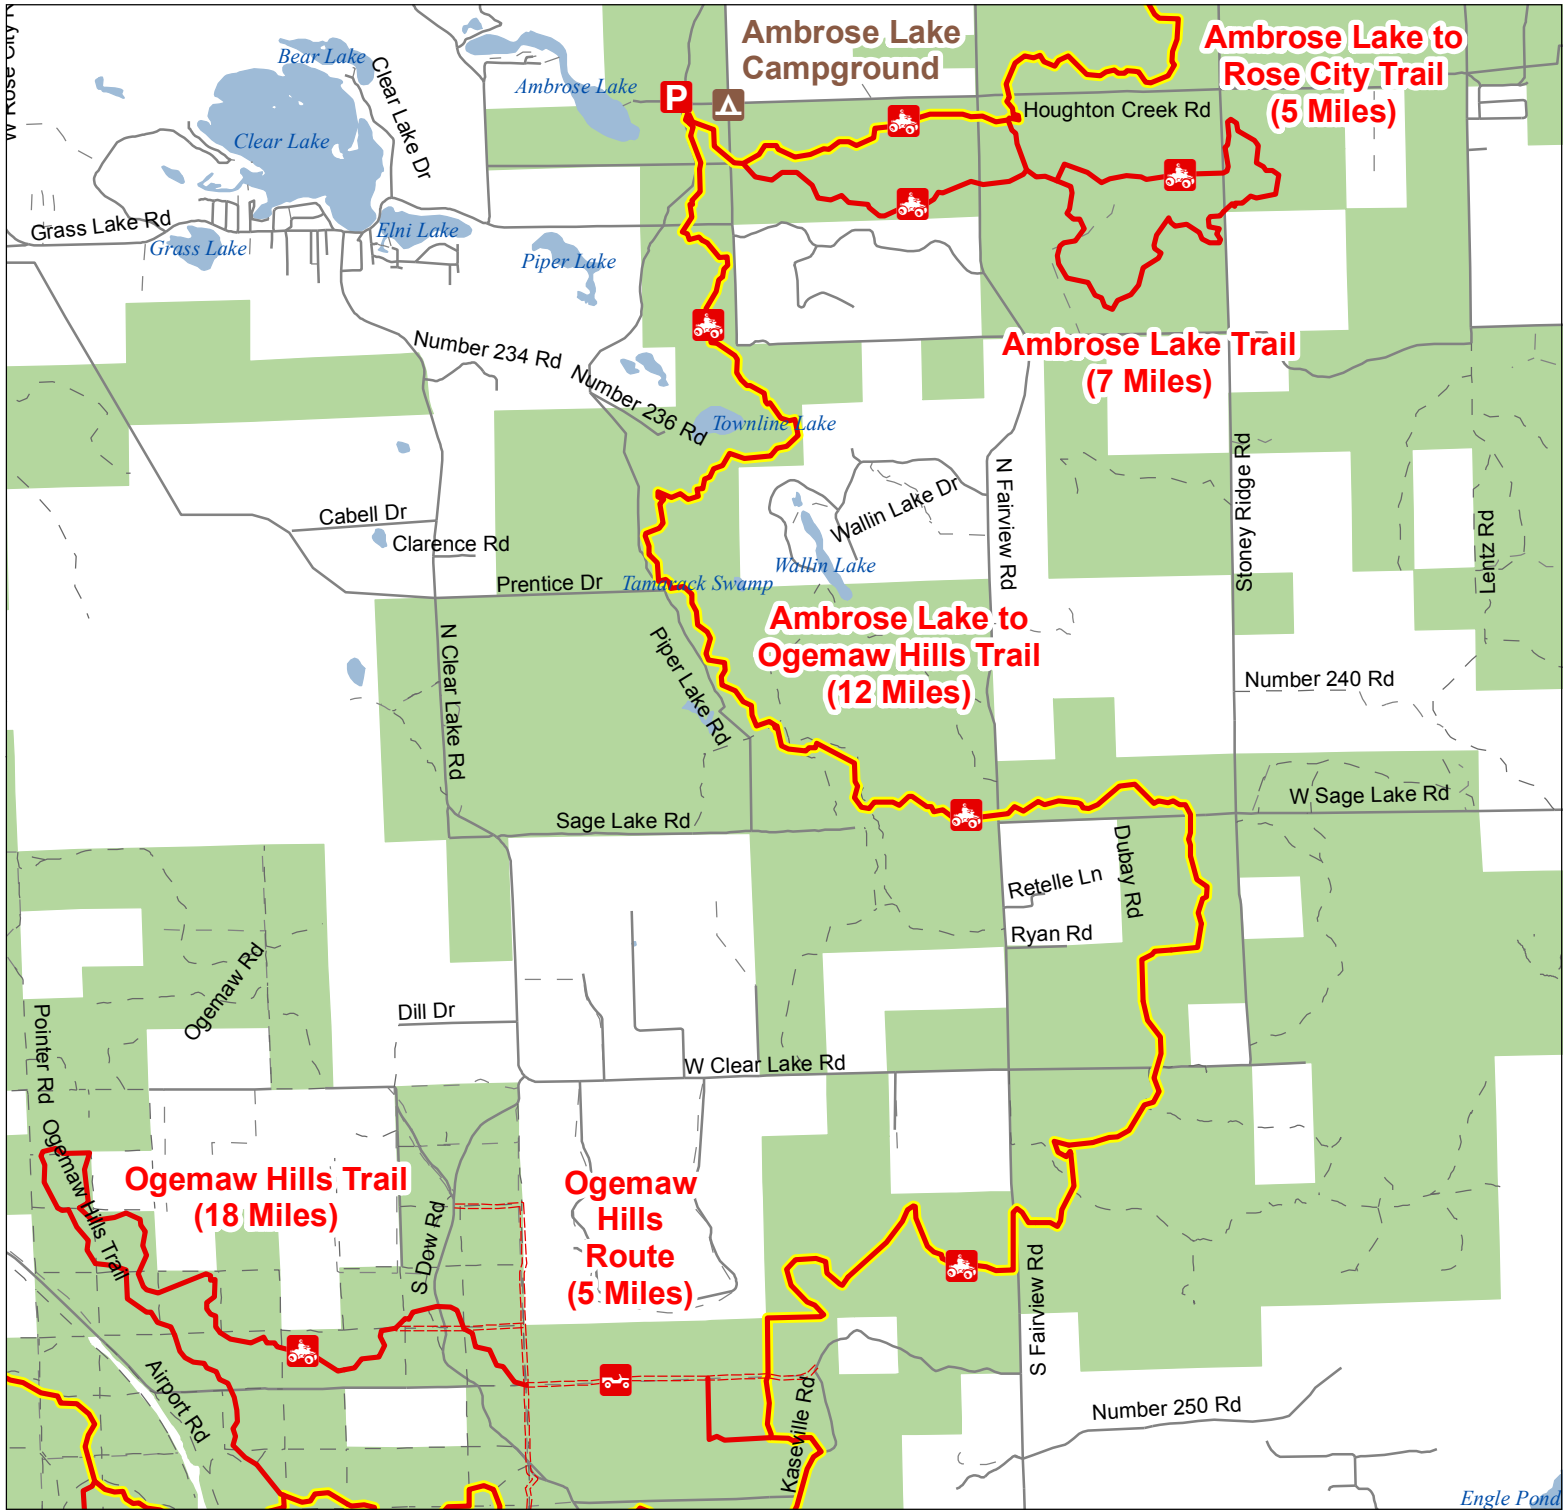 W Rose City R
Bear Lake
Clear Lake Dr
Ambrose Lake
Ambrose Lake
Campground
Ambrose Lake to
Rose City Trail
(5 Miles)
P
Houghton Creek Rd
Clear Lake
Grass Lake Rd
Grass Lake
Elni Lake
Piper Lake
Number 234 Rd
Number 236 Rd
Ambrose Lake Trail
(7 Miles)
Townline Lake
Stoney Ridge Rd
N Fairview Rd
Wallin Lake Dr
Lentz Rd
Cabell Dr
Clarence Rd
Wallin Lake
Prentice Dr
Tamarack Swamp
Ambrose Lake to
Ogemaw Hills Trail
(12 Miles)
N Clear Lake Rd
Piper Lake Rd
Number 240 Rd
W Sage Lake Rd
Sage Lake Rd
Dubay Rd
Retelle Ln
Ryan Rd
Ogemaw Rd
Pointer Rd
Dill Dr
W Clear Lake Rd
Ogemaw Hills Trail
Ogemaw Hills Trail
(18 Miles)
Ogemaw
Hills
Route
(5 Miles)
S Dow Rd
S Fairview Rd
Airport Rd
Kaseville Rd
Number 250 Rd
Engle Pond